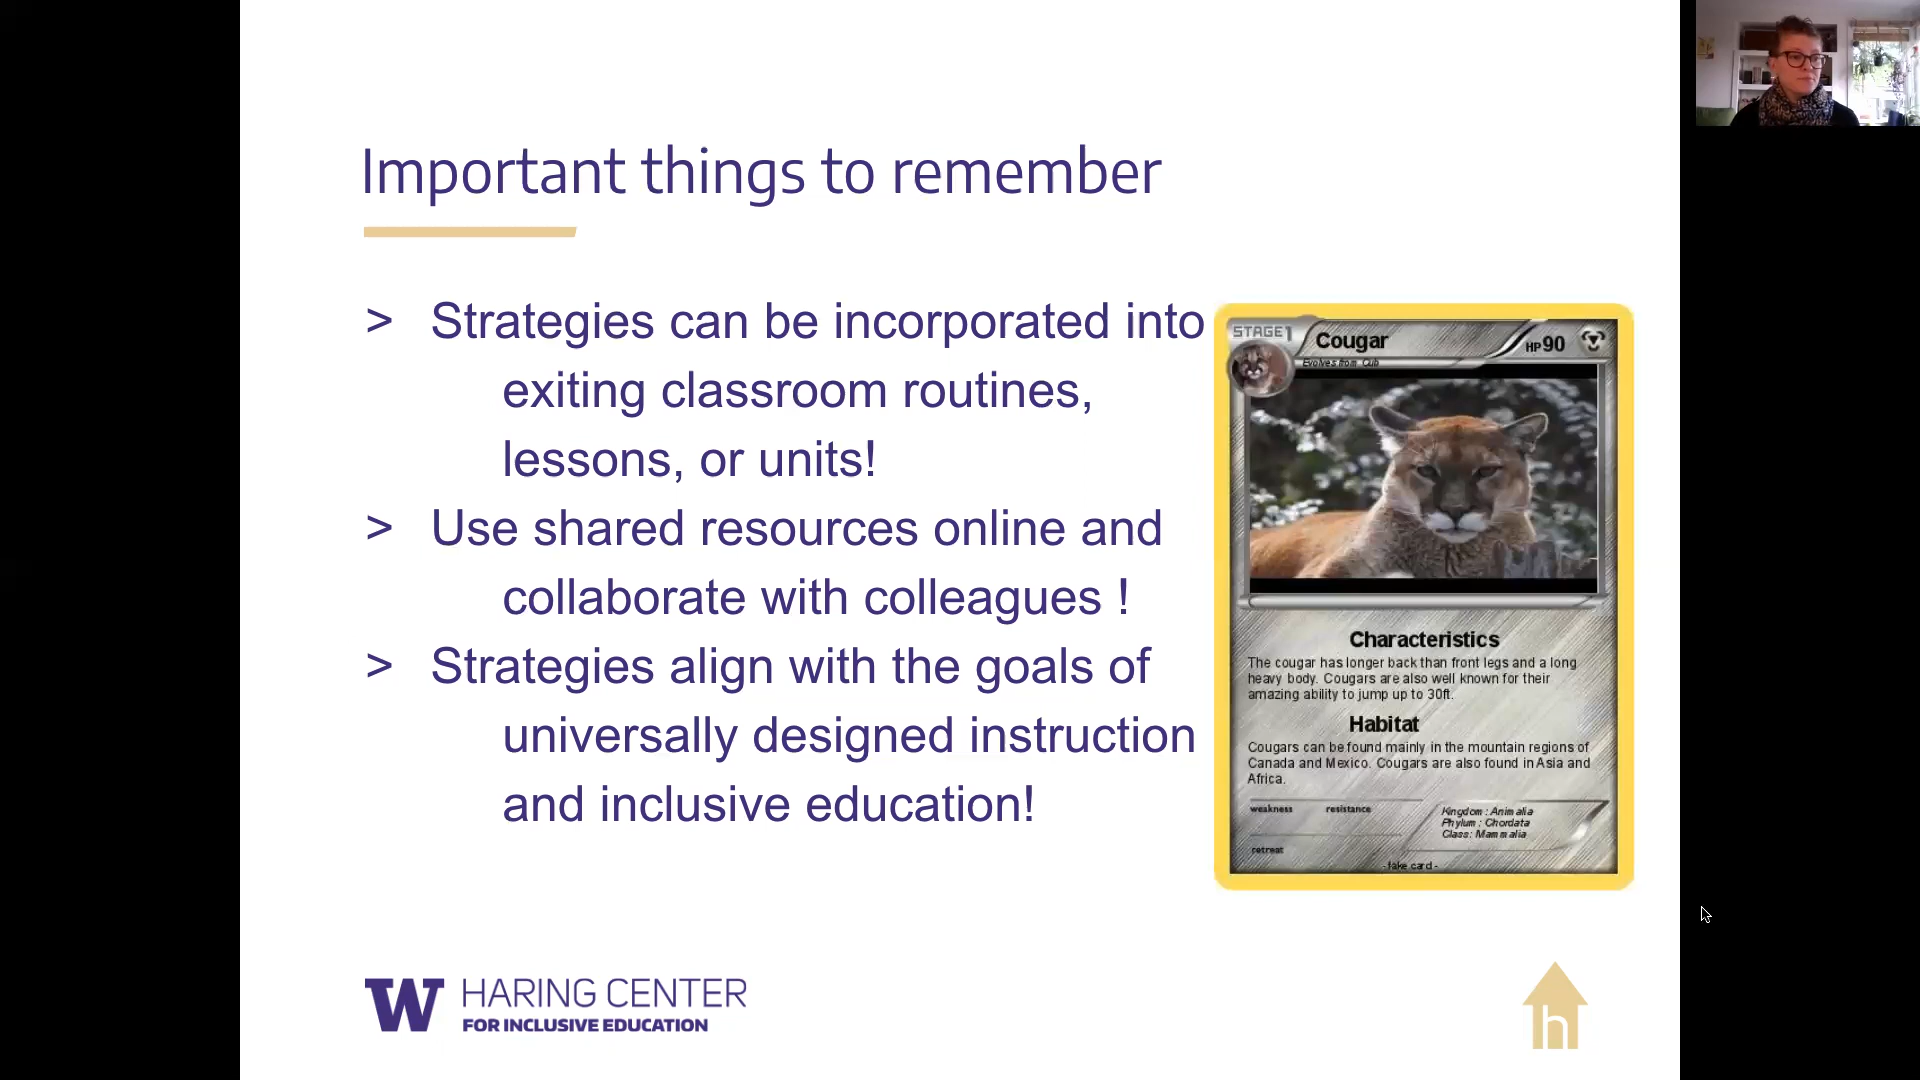 Important things to remember
> Strategies can be incorporated into
exiting classroom routines,
lessons, or units!
> Use shared resources online and
collaborate with colleagues !
> Strategies align with the goals of
universally designed instruction
and inclusive education!
STAGE1
Cougar
HP90
Evolves from Cub
Characteristics
The cougar has longer back than front legs and a long
heavy body. Cougars are also well known for their
amazing ability to jump up to 30ft.
Habitat
Cougars can be found mainly in the mountain regions of
Canada and Mexico. Cougars are also found in Asia and
Africa.
weakness resistance
Kingdom : Animalia
Phylum : Chordata
Class: Mammalia
retreat
- fake card -
W HARING CENTER
FOR INCLUSIVE EDUCATION
h